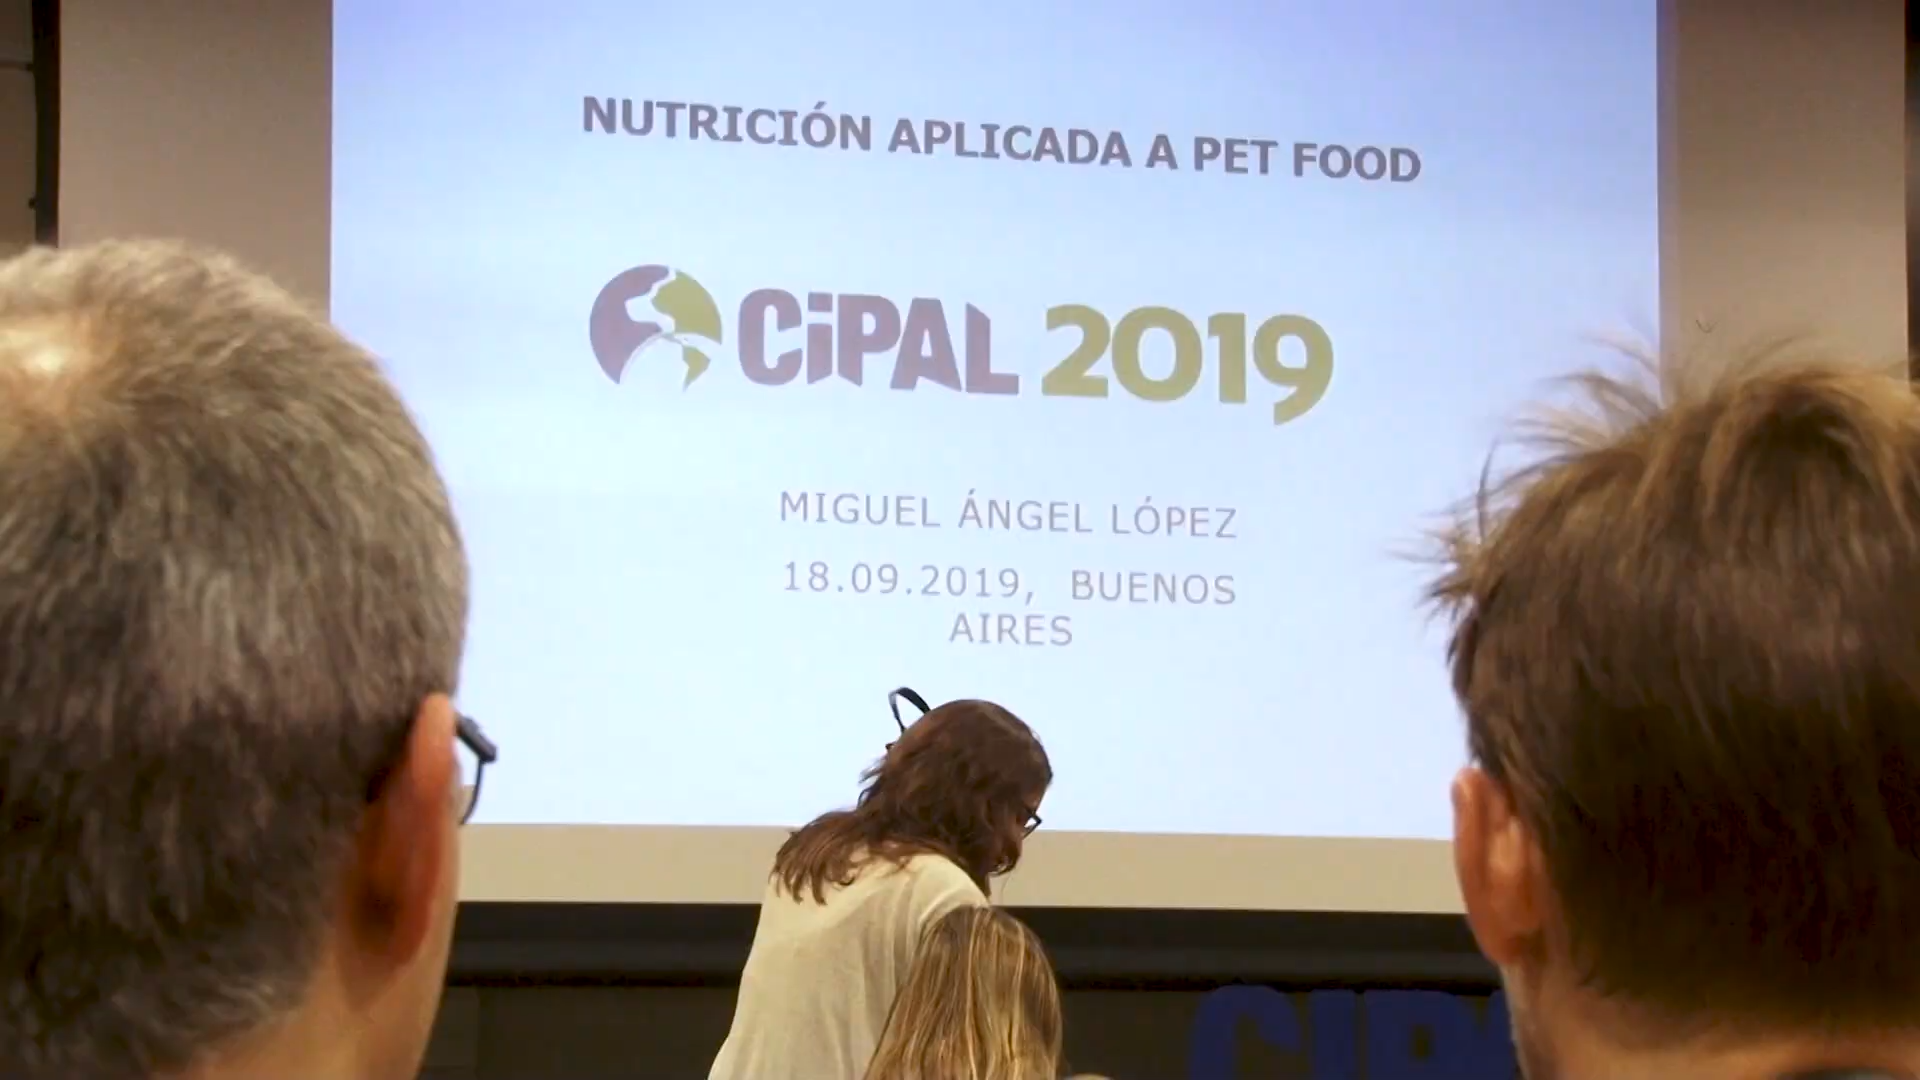 NUTRICIÓN APLICADA A PET FOOD
CiPAL 2019
MIGUEL ÁNGEL LÓPEZ
18.09.2019, BUENOS
AIRES